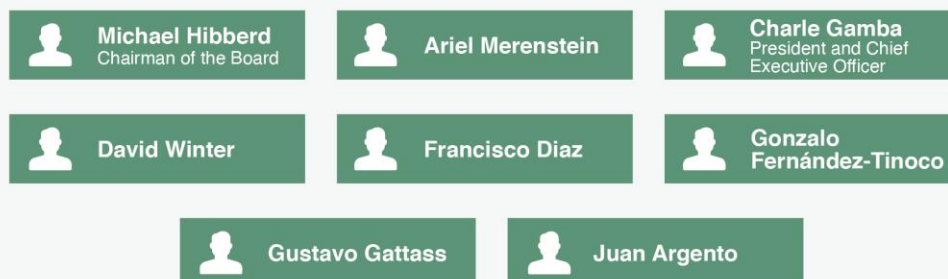 Michael Hibberd
Chairman of the Board
Ariel Merenstein
Charle Gamba
President and Chief
Executive Officer
David Winter
Francisco Diaz
Gonzalo
Fernández-Tinoco
Gustavo Gattass
Juan Argento